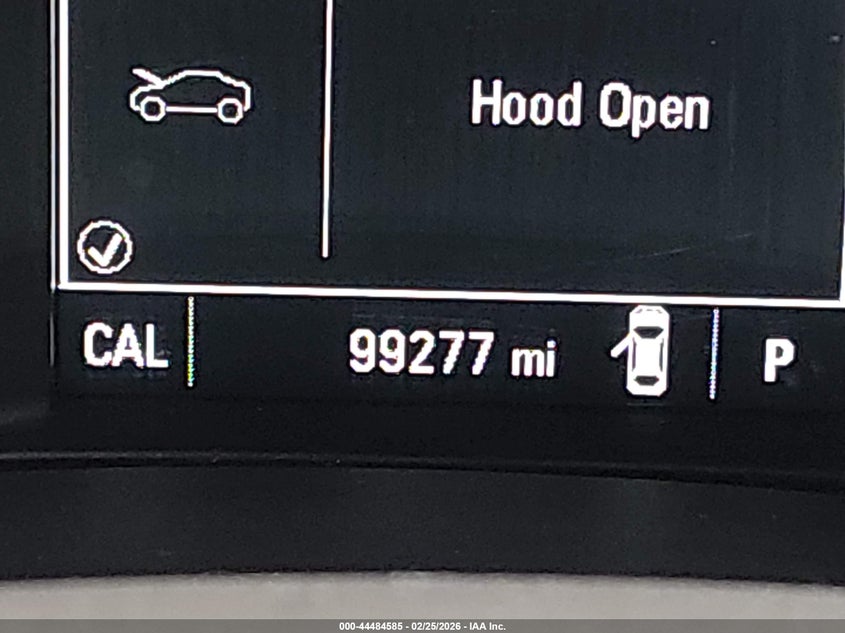 Hood Open
CAL
99277 mi
P
000-44484585 - 02/25/2026 - IAA Inc.